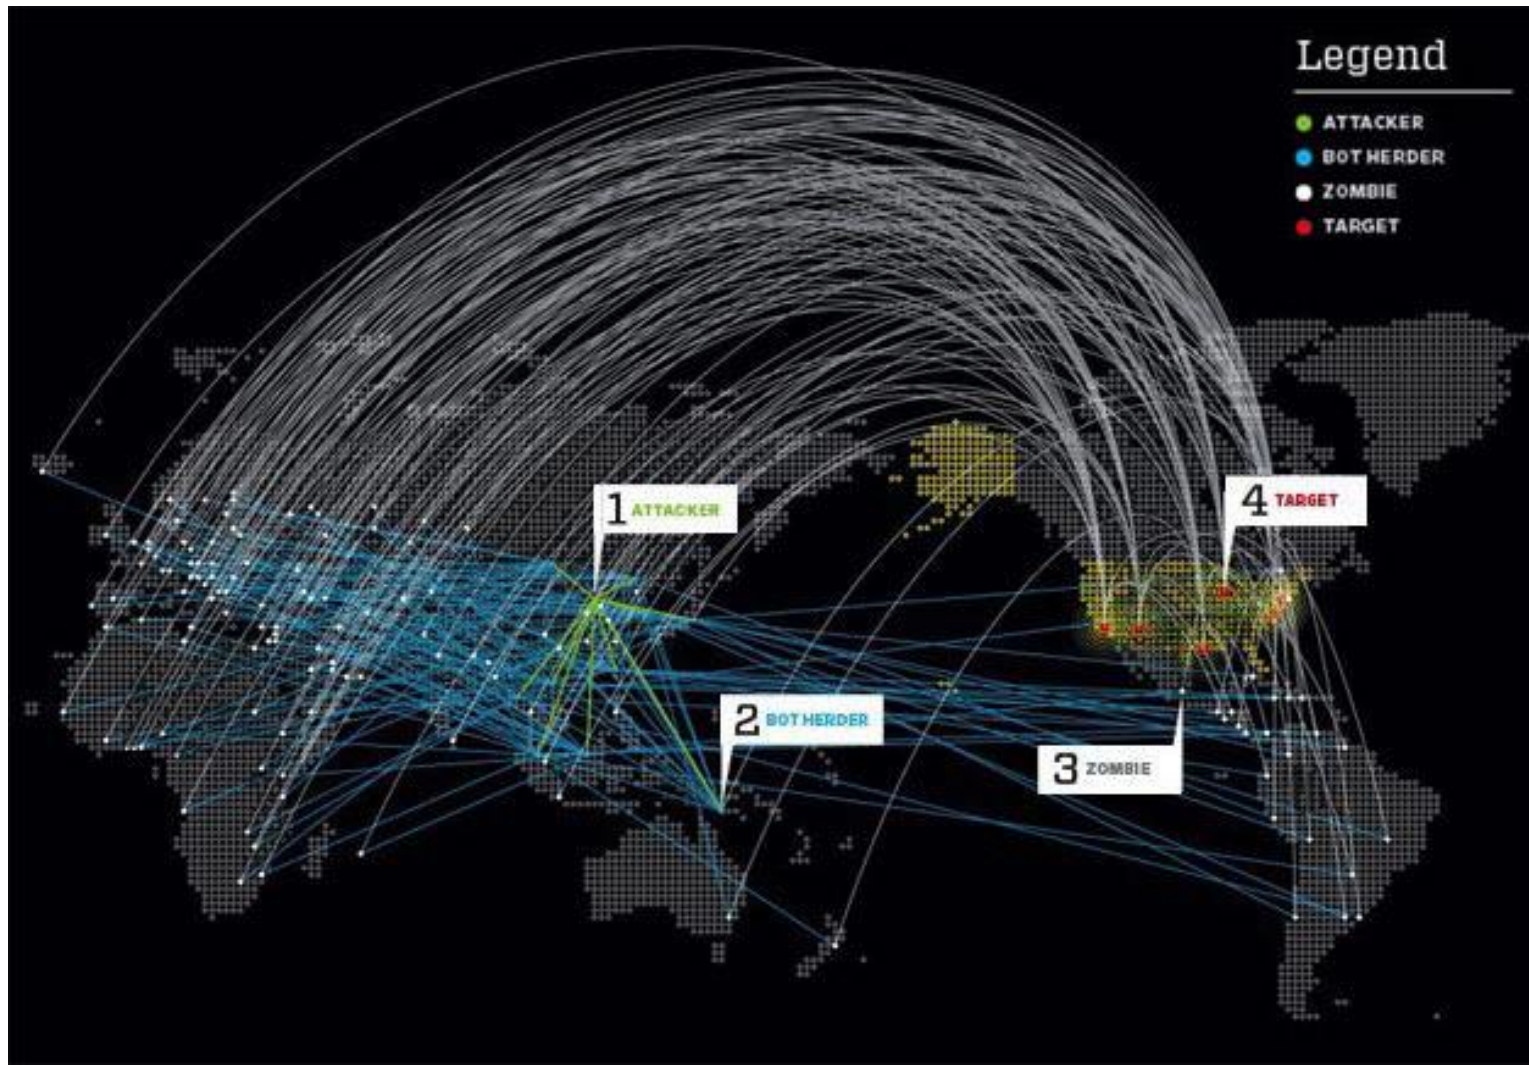 Legend
ATTACKER
BOT HERDER
ZOMBIE
TARGET
1 ATTACKER
4 TARGET
2 BOT HERDER
3 ZOMBIE